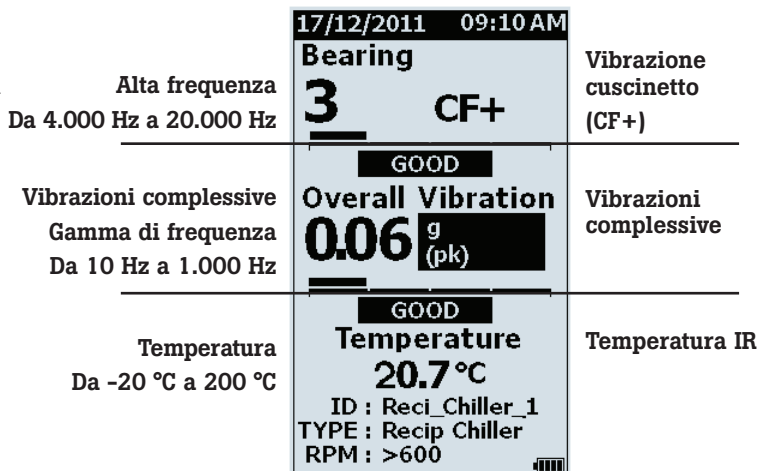 17/12/2011 09:10 AM
Bearing
3 CF+
GOOD
Overall Vibration
0.06 g
(pk)
GOOD
Temperature
20.7 °C
ID : Reci_Chiller_1
TYPE : Recip Chiller
RPM : >600
Alta frequenza
Da 4.000 Hz a 20.000 Hz
Vibrazioni complessive
Gamma di frequenza
Da 10 Hz a 1.000 Hz
Temperatura
Da -20 °C a 200 °C
Vibrazione
cuscinetto
(CF+)
Vibrazioni
complessive
Temperatura IR